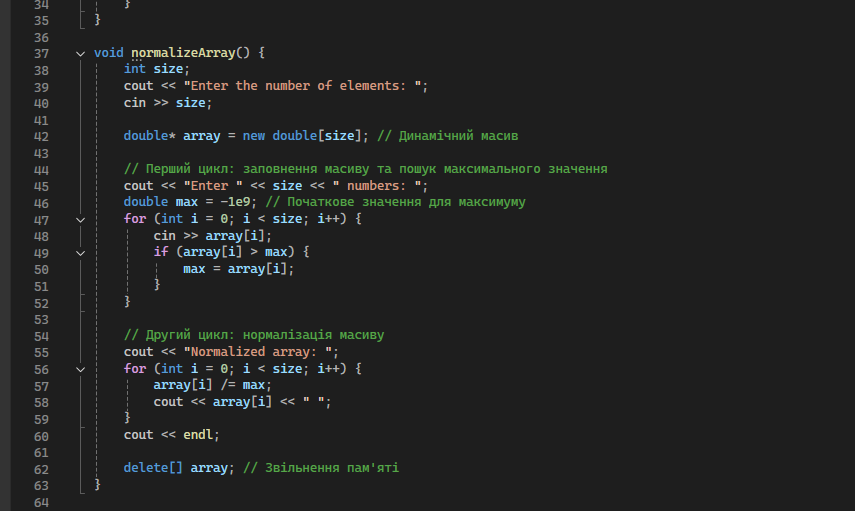 34 }
35 }
36
37 void normalizeArray() {
38 int size;
39 cout << "Enter the number of elements: ";
40 cin >> size;
41
42 double* array = new double[size]; // Динамічний масив
43
44 // Перший цикл: заповнення масиву та пошук максимального значення
45 cout << "Enter " << size << " numbers: ";
46 double max = -1e9; // Початкове значення для максимуму
47 for (int i = 0; i < size; i++) {
48 cin >> array[i];
49 if (array[i] > max) {
50 max = array[i];
51 }
52 }
53
54 // Другий цикл: нормалізація масиву
55 cout << "Normalized array: ";
56 for (int i = 0; i < size; i++) {
57 array[i] /= max;
58 cout << array[i] << " ";
59 }
60 cout << endl;
61
62 delete[] array; // Звільнення пам'яті
63 }
64